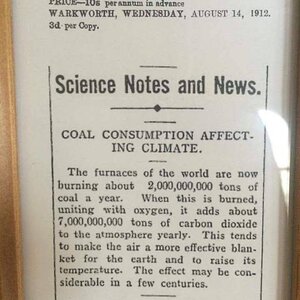 PRICE—10s per annum in advance
WARKWORTH, WEDNESDAY, AUGUST 14, 1912.
3d per Copy.
Science Notes and News.
COAL CONSUMPTION AFFECT-
ING CLIMATE.
The furnaces of the world are now
burning about 2,000,000,000 tons of
coal a year. When this is burned,
uniting with oxygen, it adds about
7,000,000,000 tons of carbon dioxide
to the atmosphere yearly. This tends
to make the air a more effective blan-
ket for the earth and to raise its
temperature. The effect may be con-
siderable in a few centuries.